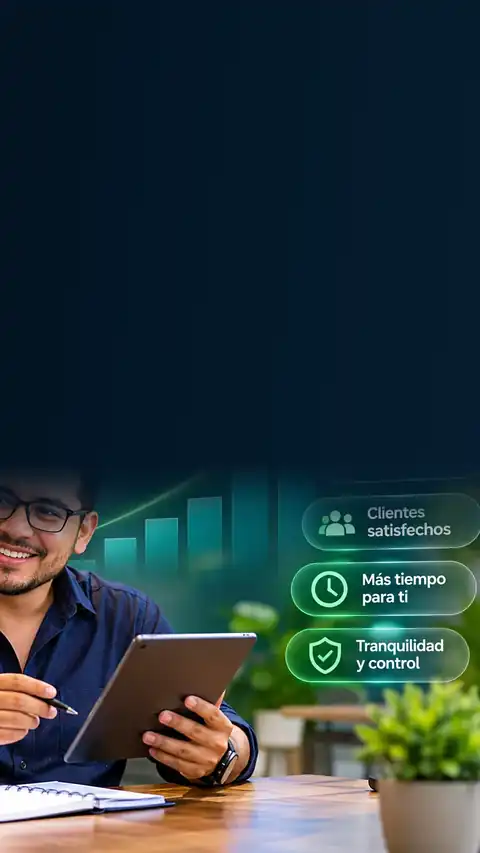 Clientes
satisfechos
Más tiempo
para ti
Tranquilidad
y control